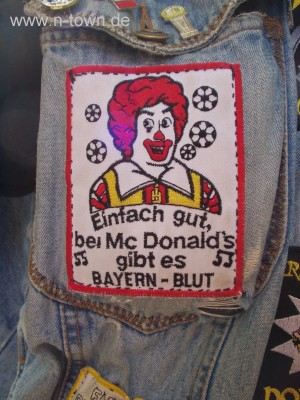 www.n-town.de
Einfach gut,
bei Mc Donald's
gibt es
BAYERN - BLUT